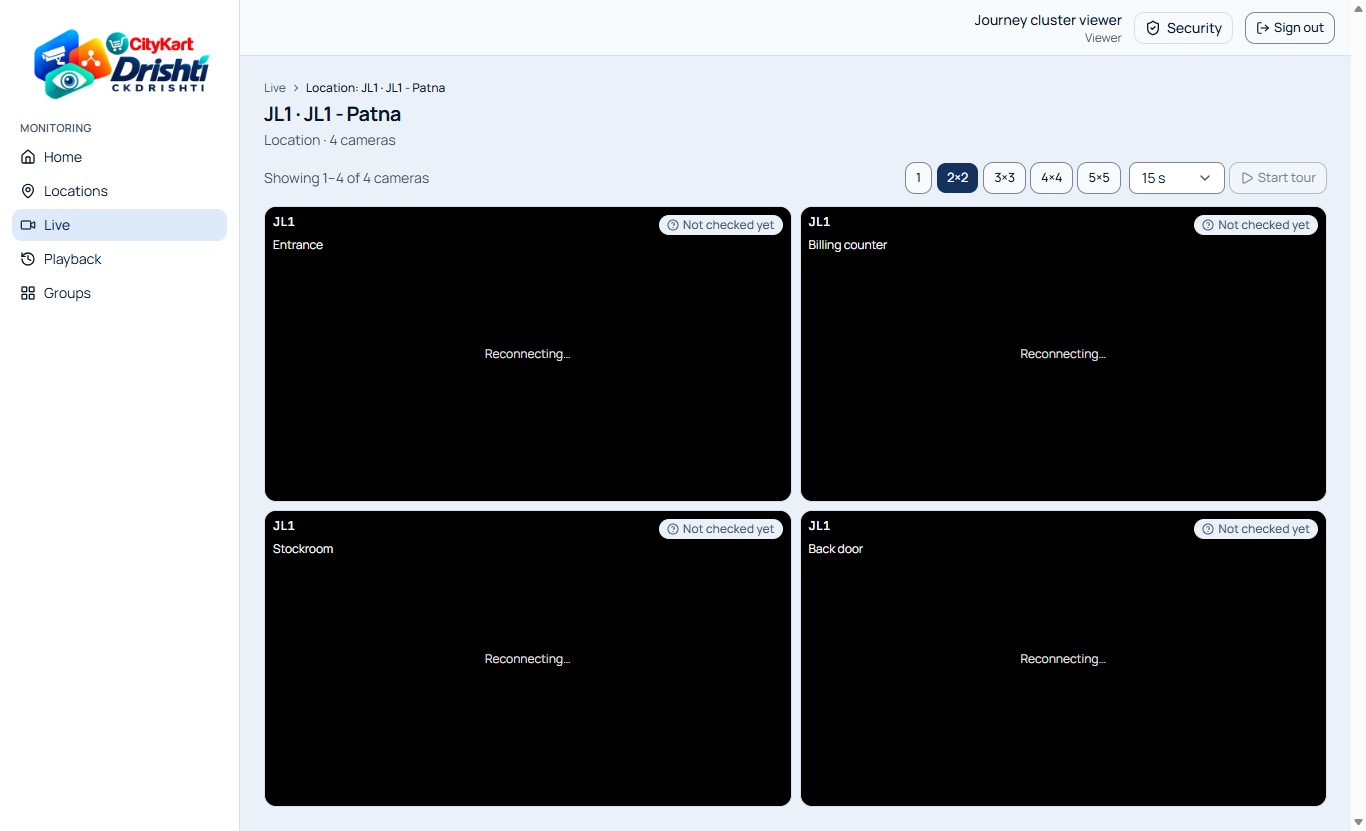 CityKart
Drishti
CKDRISHTI
MONITORING
Home
Locations
Live
Playback
Groups
Journey cluster viewer
Viewer
Security
Sign out
Live > Location: JL1 · JL1 - Patna
JL1 · JL1 - Patna
Location · 4 cameras
Showing 1–4 of 4 cameras
1 2×2 3×3 4×4 5×5 15 s Start tour
JL1 Not checked yet
Entrance
Reconnecting…
JL1 Not checked yet
Billing counter
Reconnecting…
JL1 Not checked yet
Stockroom
Reconnecting…
JL1 Not checked yet
Back door
Reconnecting…